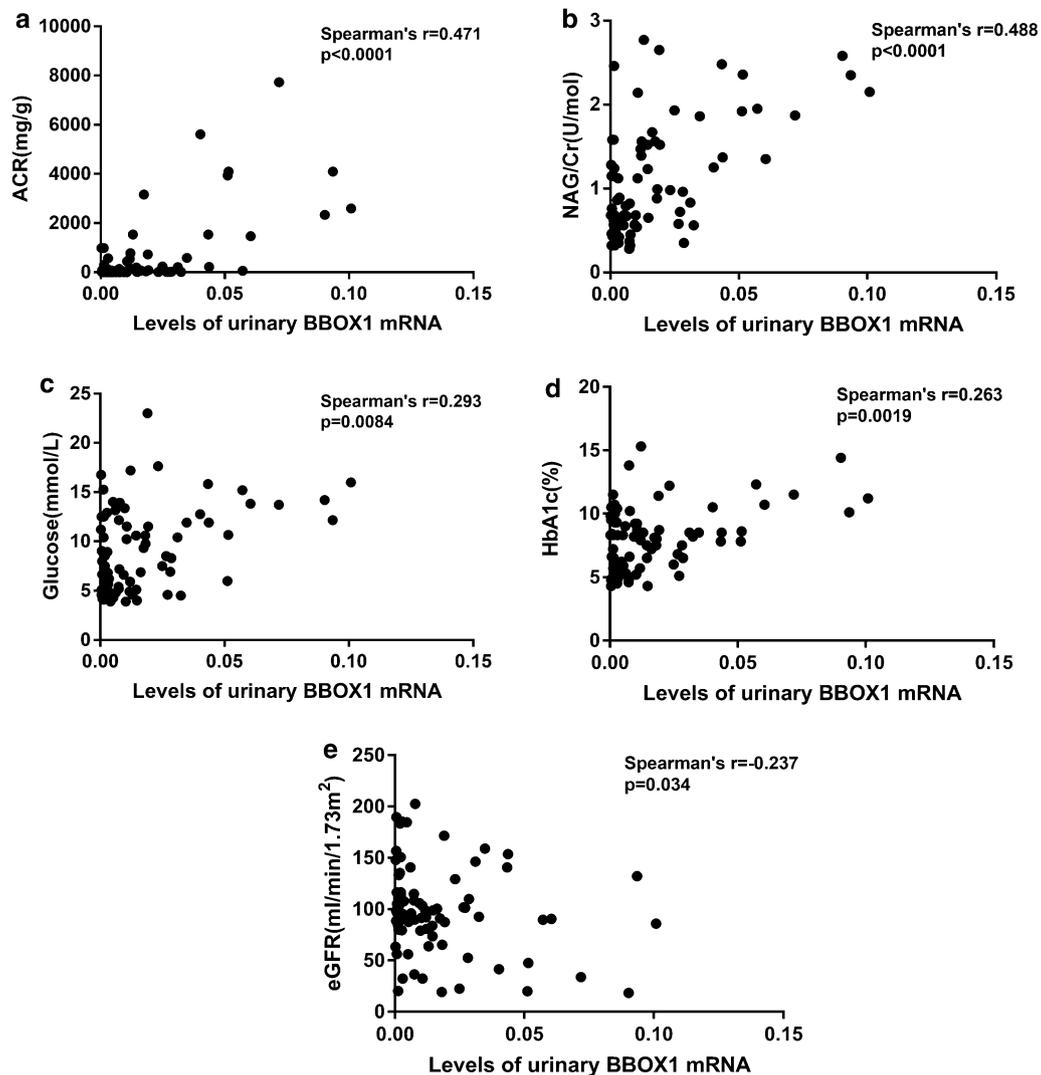 a
Spearman's r=0.471
p<0.0001
ACR(mg/g)
10000
8000
6000
4000
2000
0
0.00 0.05 0.10 0.15
Levels of urinary BBOX1 mRNA
b
Spearman's r=0.488
p<0.0001
NAG/Cr(U/mol)
3
2
1
0
0.00 0.05 0.10 0.15
Levels of urinary BBOX1 mRNA
c
Spearman's r=0.293
p=0.0084
Glucose(mmol/L)
25
20
15
10
5
0
0.00 0.05 0.10 0.15
Levels of urinary BBOX1 mRNA
d
Spearman's r=0.263
p=0.0019
HbA1c(%)
20
15
10
5
0
0.00 0.05 0.10 0.15
Levels of urinary BBOX1 mRNA
e
Spearman's r=-0.237
p=0.034
eGFR(ml/min/1.73m²)
250
200
150
100
50
0
0.00 0.05 0.10 0.15
Levels of urinary BBOX1 mRNA